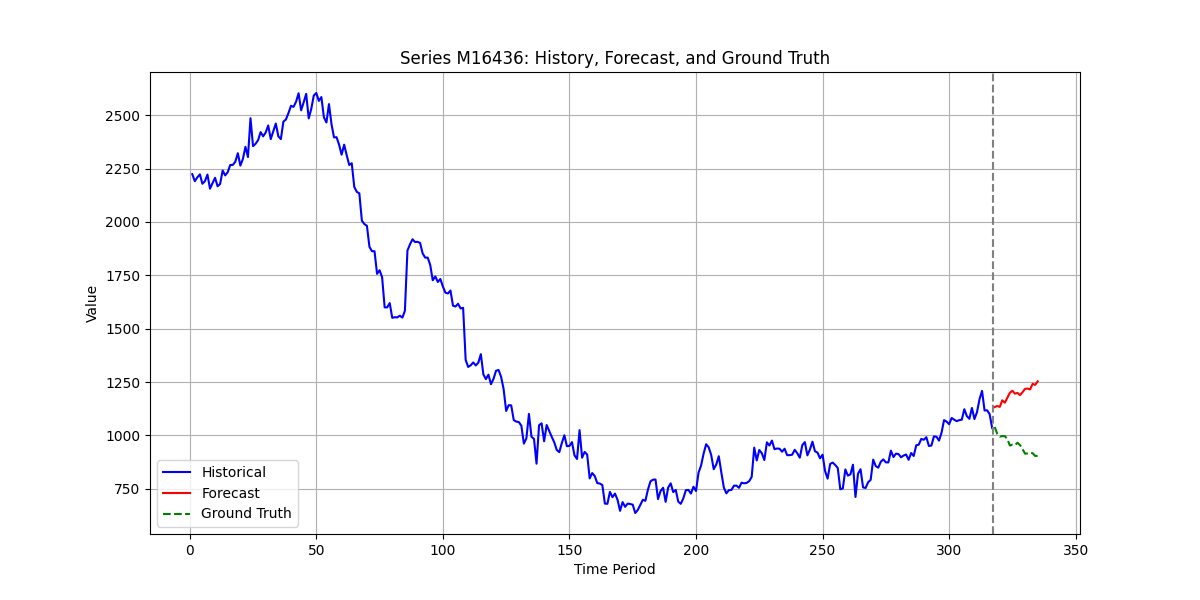 Series M16436: History, Forecast, and Ground Truth
2500
2250
2000
1750
1500
1250
1000
750
Value
Historical
Forecast
Ground Truth
0 50 100 150 200 250 300 350
Time Period